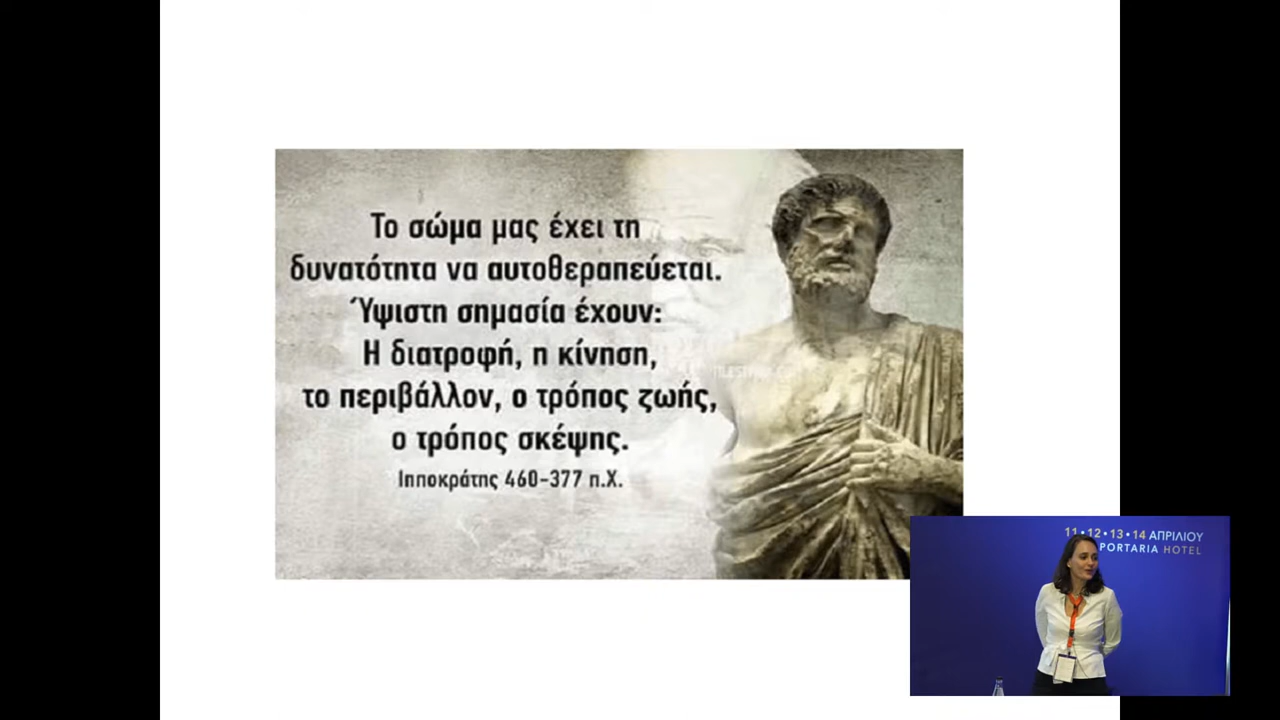 Το σώμα μας έχει τη
δυνατότητα να αυτοθεραπεύεται.
Ύψιστη σημασία έχουν:
Η διατροφή, η κίνηση,
το περιβάλλον, ο τρόπος ζωής,
ο τρόπος σκέψης.
Ιπποκράτης 460-377 π.Χ.
11•12•13•14 ΑΠΡΙΛΙΟΥ
PORTARIA HOTEL